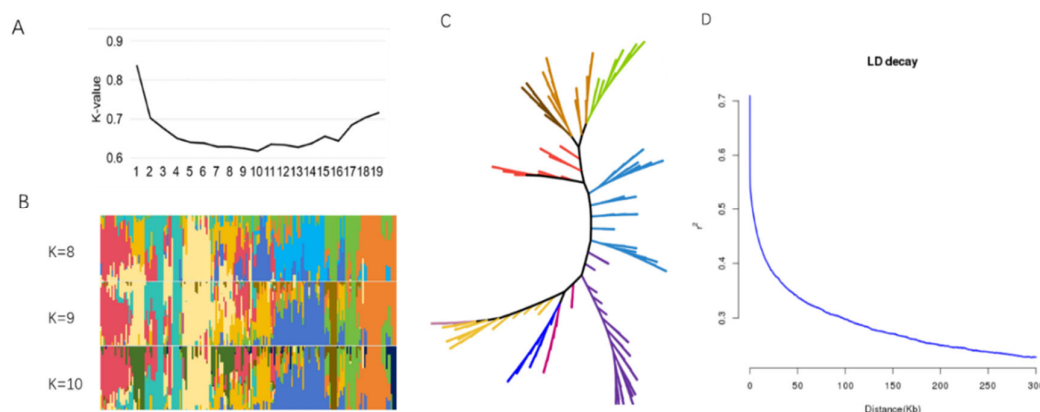 A
0.9
0.8
0.7
0.6
K-value
1 2 3 4 5 6 7 8 9 10 11 12 13 14 15 16 17 18 19
B
K=8
K=9
K=10
C
D
LD decay
0.7
0.6
0.5
0.4
0.3
r²
0 50 100 150 200 250 300
Distance(Kb)